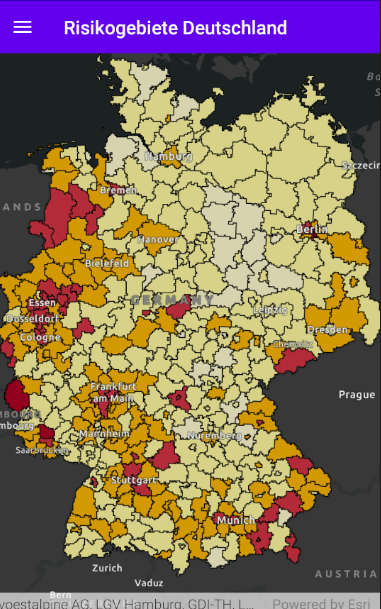 Risikogebiete Deutschland
Hamburg
Szczecin
Bremen
ANDS
Berlin
Hanover
Bielefeld
GERMANY
Essen
Leipzig
Dusseldorf
Dresden
Cologne
Chemnitz
Frankfurt
am Main
Prague
mbourg
Mannheim
Nuremberg
Saarbrücken
Stuttgart
Munich
Zurich
AUSTRIA
Vaduz
Bern
voestalpine AG, LGV Hamburg, GDI-TH, L...
Powered by Esri